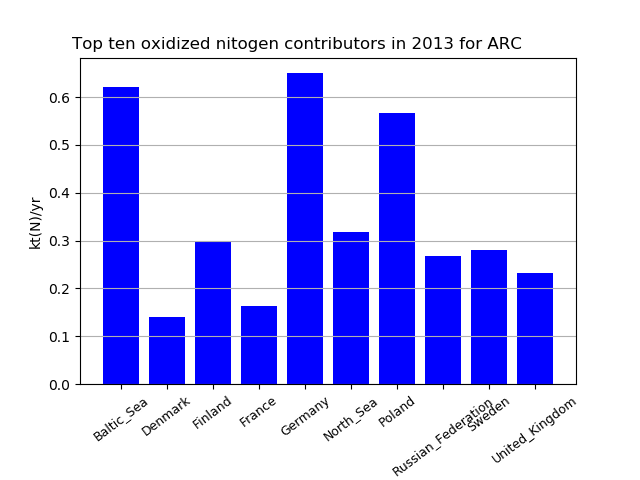 Top ten oxidized nitogen contributors in 2013 for ARC
kt(N)/yr
0.6
0.5
0.4
0.3
0.2
0.1
0.0
Baltic_Sea
Denmark
Finland
France
Germany
North_Sea
Poland
Russian_Federation
Sweden
United_Kingdom